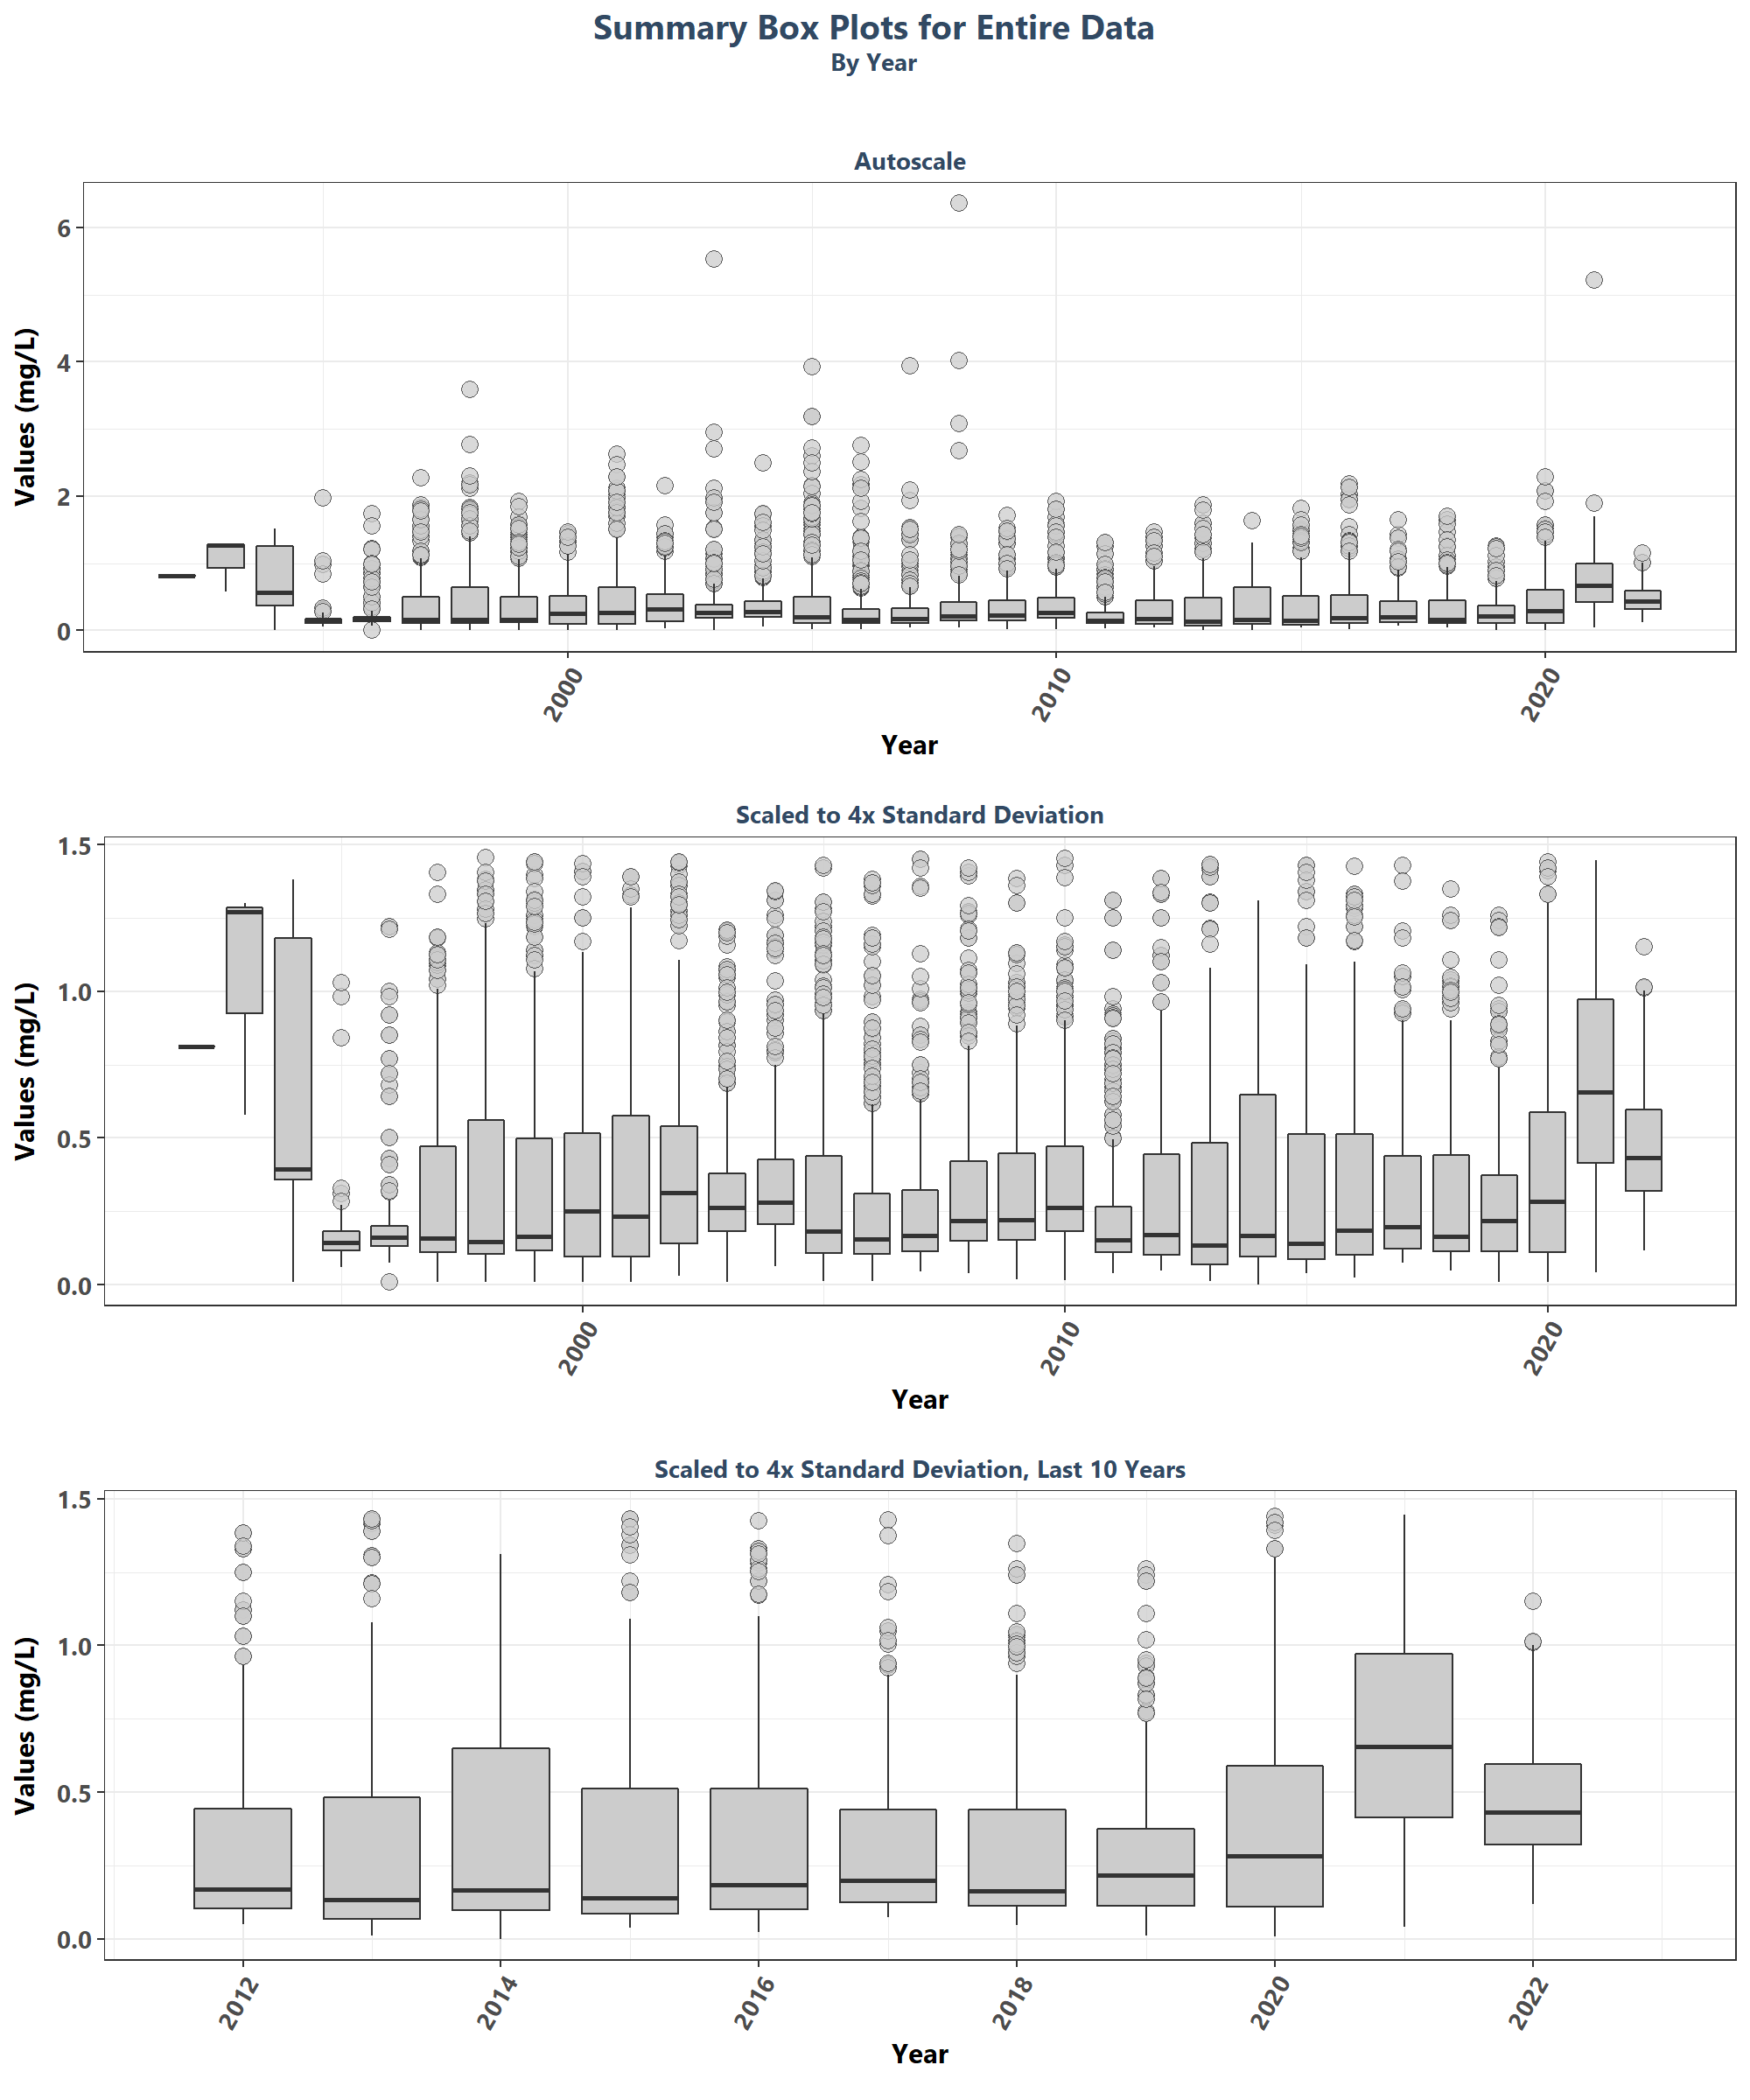 Summary Box Plots for Entire Data
By Year
Autoscale
Values (mg/L)
6
4
2
0
2000
2010
2020
Year
Scaled to 4x Standard Deviation
Values (mg/L)
1.5
1.0
0.5
0.0
2000
2010
2020
Year
Scaled to 4x Standard Deviation, Last 10 Years
Values (mg/L)
1.5
1.0
0.5
0.0
2012
2014
2016
2018
2020
2022
Year